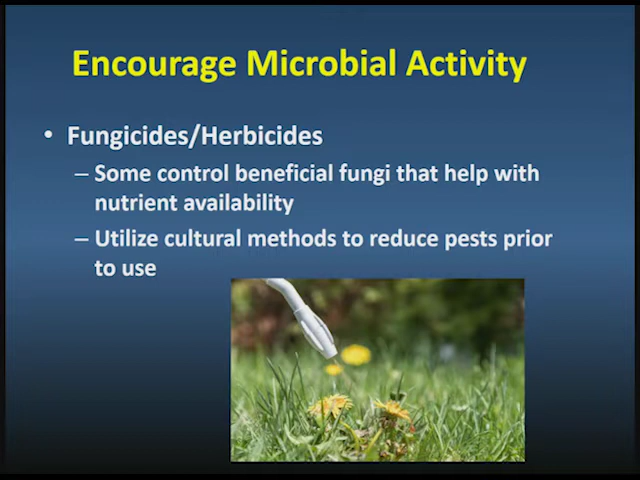 Encourage Microbial Activity
• Fungicides/Herbicides
– Some control beneficial fungi that help with
nutrient availability
– Utilize cultural methods to reduce pests prior
to use